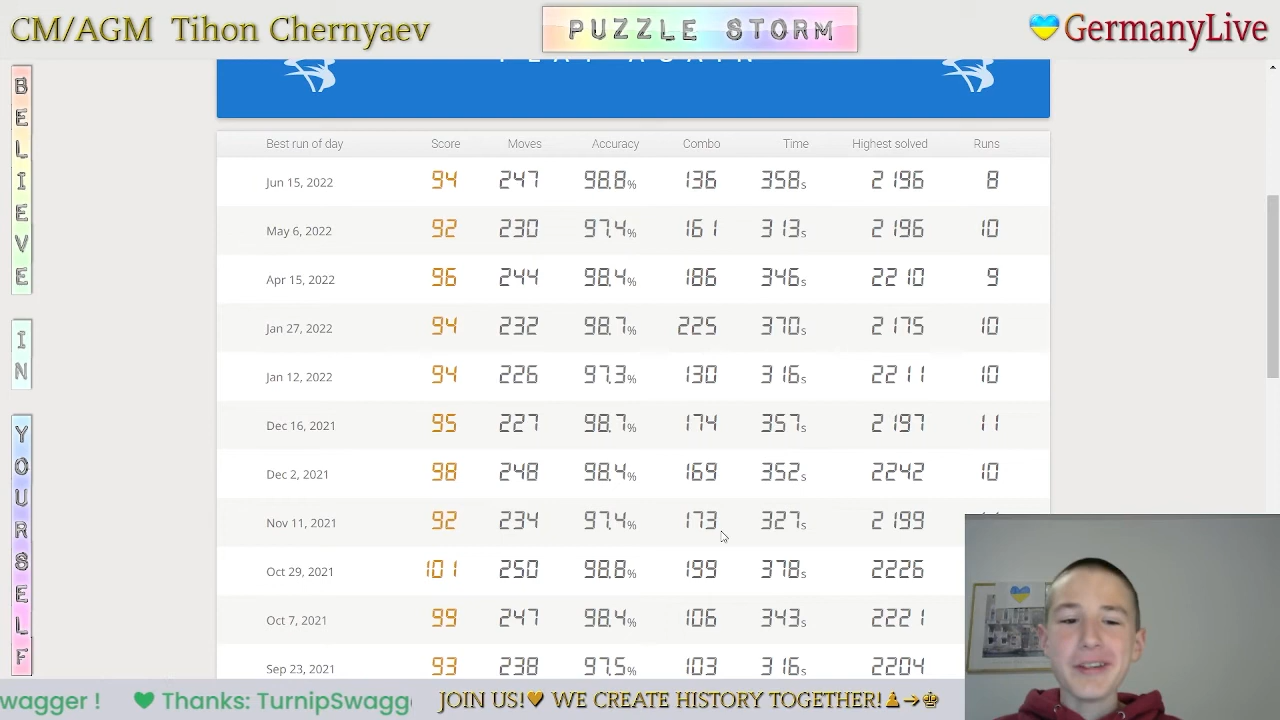 CM/AGM Tihon Chernyaev
PUZZLE STORM
GermanyLive
BELIEVE
IN
YOURSELF
Best run of day Score Moves Accuracy Combo Time Highest solved Runs
Jun 15, 2022 94 247 98.8% 136 358s 2196 8
May 6, 2022 92 230 97.4% 161 313s 2196 10
Apr 15, 2022 96 244 98.4% 186 346s 2210 9
Jan 27, 2022 94 232 98.7% 225 370s 2175 10
Jan 12, 2022 94 226 97.3% 130 316s 2211 10
Dec 16, 2021 95 227 98.7% 174 357s 2197 11
Dec 2, 2021 98 248 98.4% 169 352s 2242 10
Nov 11, 2021 92 234 97.4% 173 327s 2199
Oct 29, 2021 101 250 98.8% 199 378s 2226
Oct 7, 2021 99 247 98.4% 106 343s 2221
Sep 23, 2021 93 238 97.5% 103 316s 2204
wagger ! 💚 Thanks: TurnipSwagg
JOIN US!🧡 WE CREATE HISTORY TOGETHER!♟→♚